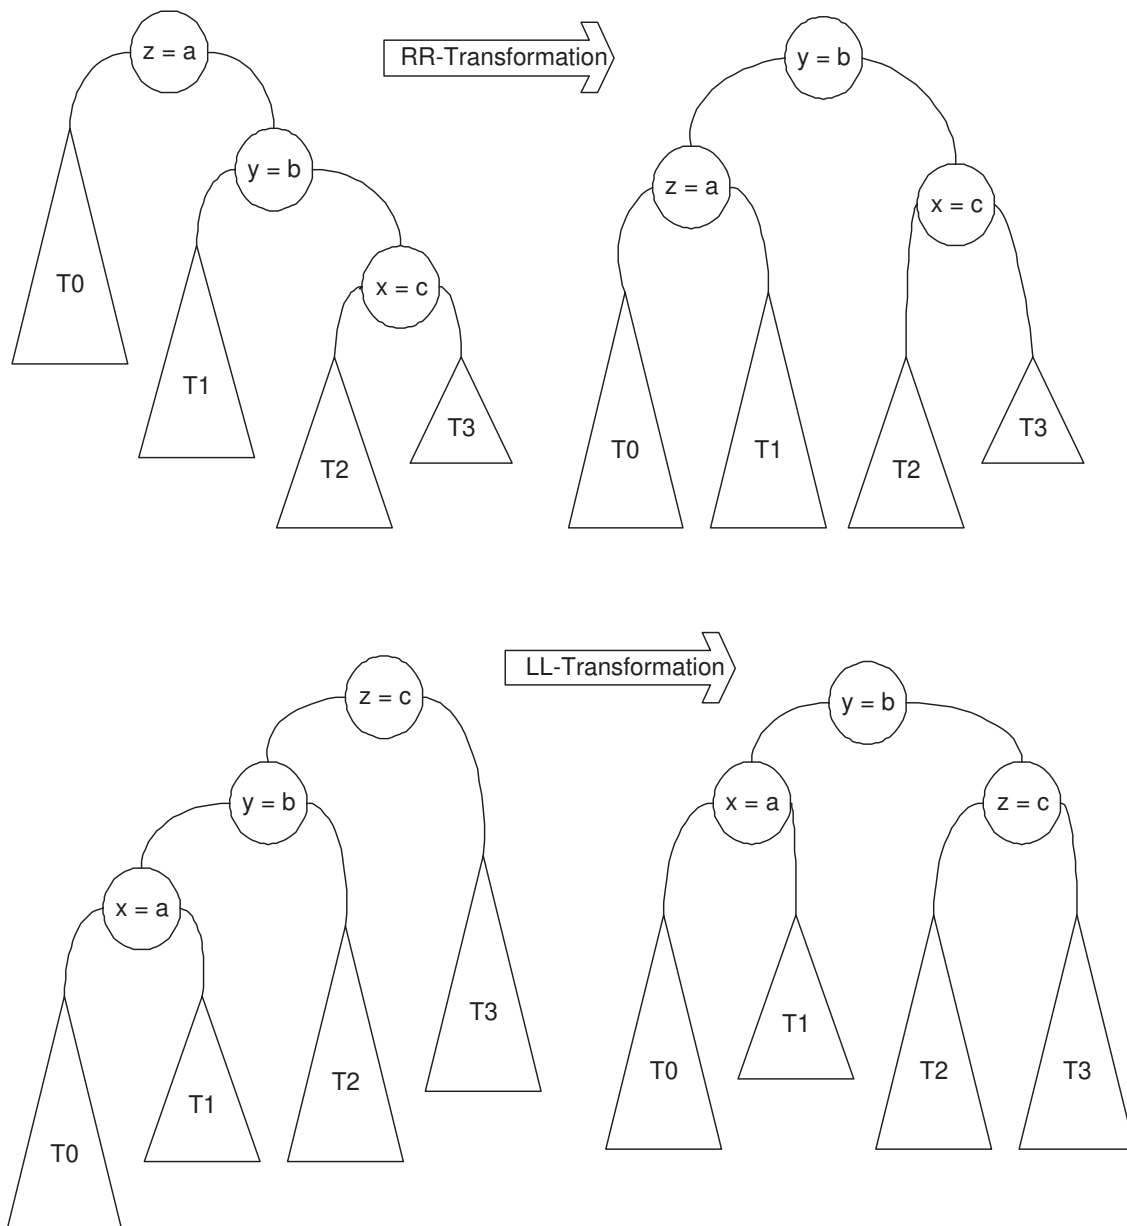 z = a
RR-Transformation
y = b
y = b
z = a
x = c
T0
x = c
T1
T3
T2
T0
T1
T2
T3
LL-Transformation
z = c
y = b
y = b
x = a
z = c
x = a
T3
T2
T1
T0
T1
T0
T2
T3